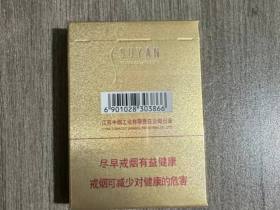 SUYAN
6 901028 303866
江苏中烟工业有限责任公司出品
尽早戒烟有益健康
戒烟可减少对健康的危害